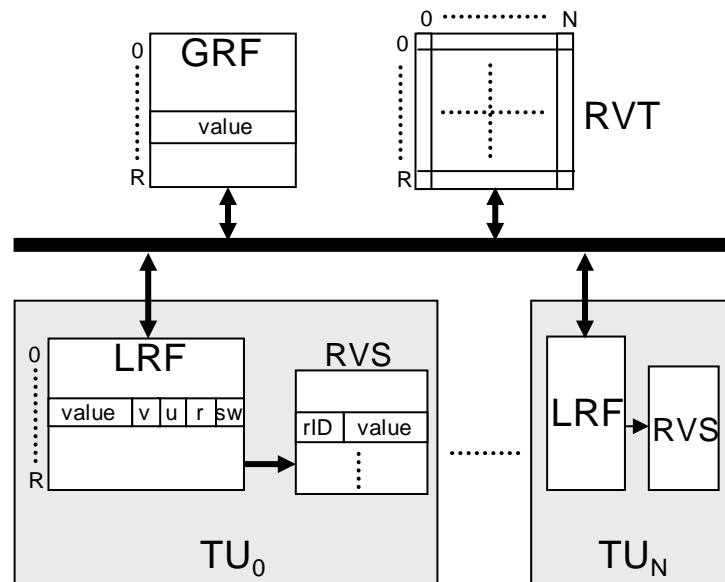 0 GRF
value
R
0 N
0
RVT
R
0 LRF
value v u r sw
R
RVS
rID value
TU0
LRF
RVS
TUN